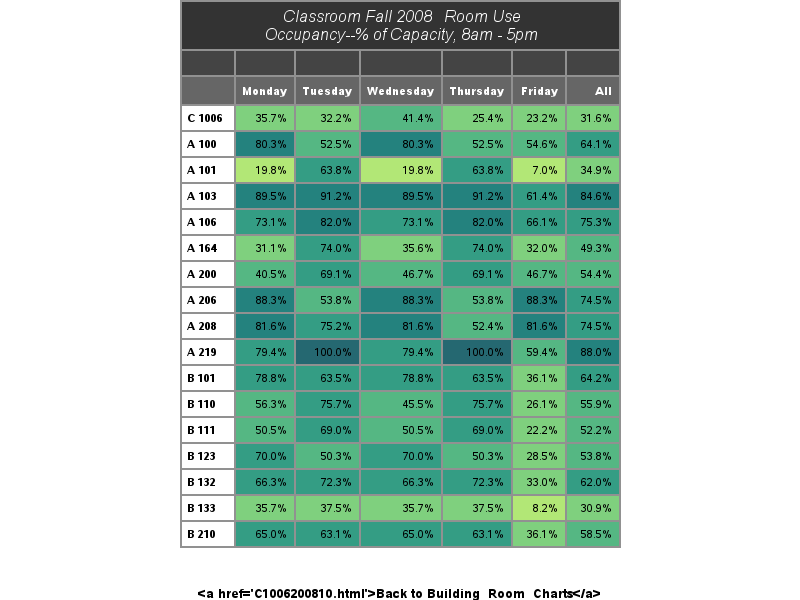 Classroom Fall 2008 Room Use
Occupancy--% of Capacity, 8am - 5pm
Monday Tuesday Wednesday Thursday Friday All
C 1006 35.7% 32.2% 41.4% 25.4% 23.2% 31.6%
A 100 80.3% 52.5% 80.3% 52.5% 54.6% 64.1%
A 101 19.8% 63.8% 19.8% 63.8% 7.0% 34.9%
A 103 89.5% 91.2% 89.5% 91.2% 61.4% 84.6%
A 106 73.1% 82.0% 73.1% 82.0% 66.1% 75.3%
A 164 31.1% 74.0% 35.6% 74.0% 32.0% 49.3%
A 200 40.5% 69.1% 46.7% 69.1% 46.7% 54.4%
A 206 88.3% 53.8% 88.3% 53.8% 88.3% 74.5%
A 208 81.6% 75.2% 81.6% 52.4% 81.6% 74.5%
A 219 79.4% 100.0% 79.4% 100.0% 59.4% 88.0%
B 101 78.8% 63.5% 78.8% 63.5% 36.1% 64.2%
B 110 56.3% 75.7% 45.5% 75.7% 26.1% 55.9%
B 111 50.5% 69.0% 50.5% 69.0% 22.2% 52.2%
B 123 70.0% 50.3% 70.0% 50.3% 28.5% 53.8%
B 132 66.3% 72.3% 66.3% 72.3% 33.0% 62.0%
B 133 35.7% 37.5% 35.7% 37.5% 8.2% 30.9%
B 210 65.0% 63.1% 65.0% 63.1% 36.1% 58.5%
<a href='C1006200810.html'>Back to Building Room Charts</a>